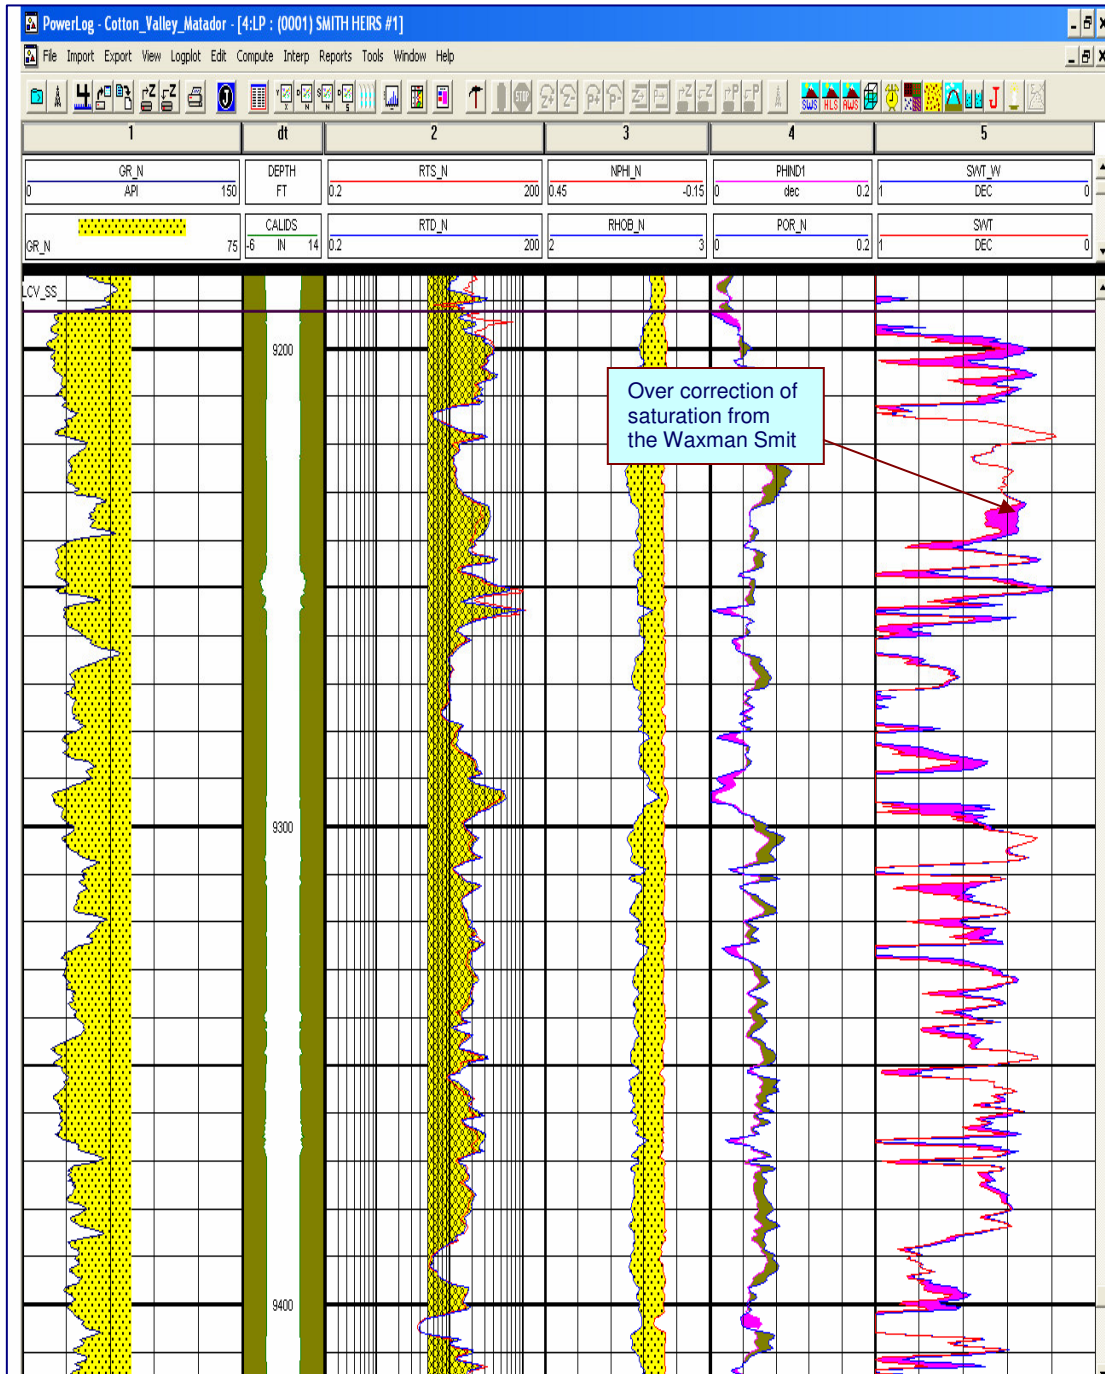 PowerLog - Cotton_Valley_Matador - [4:LP : (0001) SMITH HEIRS #1]
File Import Export View Logplot Edit Compute Interp Reports Tools Window Help
STOP SWS HLS AWS
1 dt 2 3 4 5
GR_N DEPTH RTS_N NPHI_N PHIND1 SWT_W
0 API 150 FT 0.2 200 0.45 -0.15 0 dec 0.2 1 DEC 0
CALIDS RTD_N RHOB_N POR_N SWT
GR_N 75 -6 IN 14 0.2 200 2 3 0 0.2 1 DEC 0
LCV_SS
9200
Over correction of
saturation from
the Waxman Smit
9300
9400